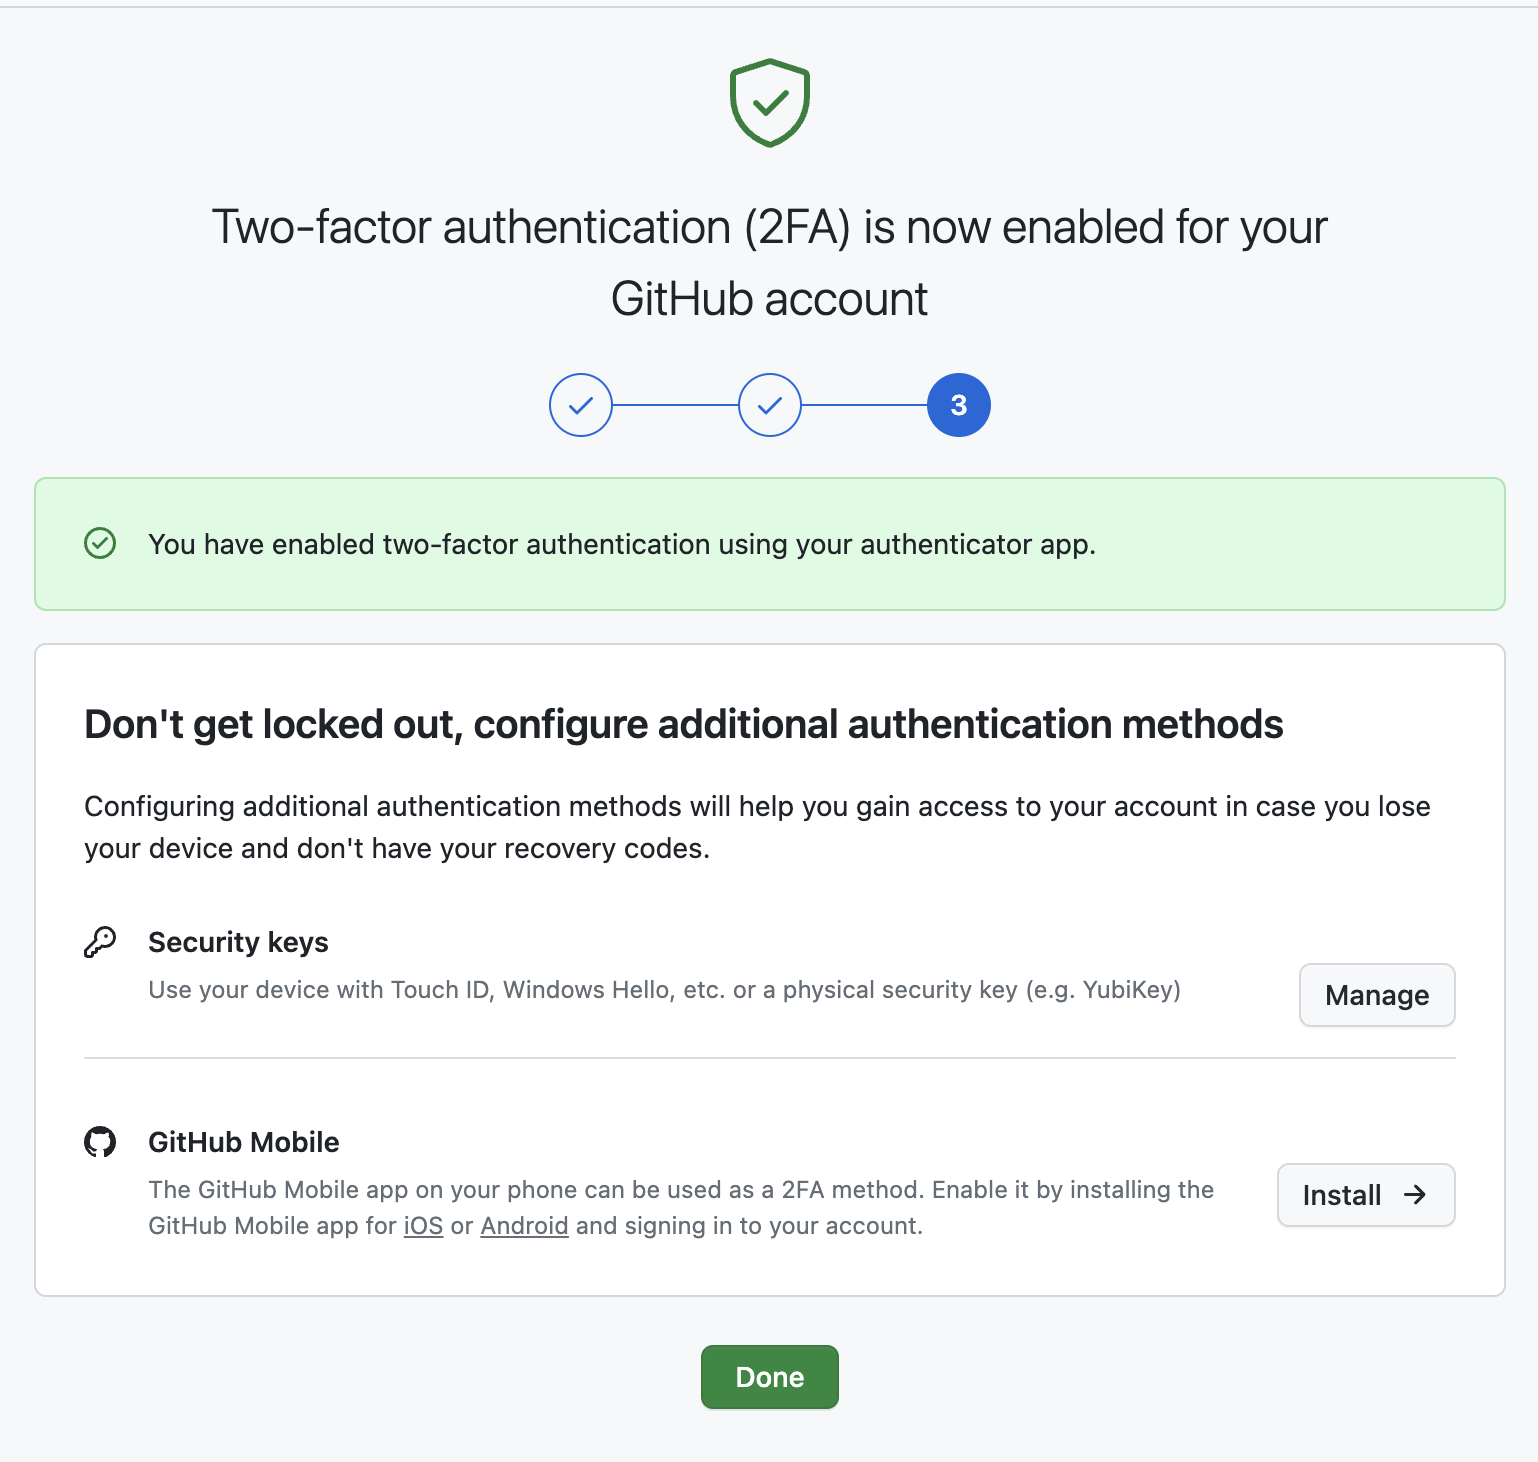 Two-factor authentication (2FA) is now enabled for your
GitHub account
3
You have enabled two-factor authentication using your authenticator app.
Don't get locked out, configure additional authentication methods
Configuring additional authentication methods will help you gain access to your account in case you lose
your device and don't have your recovery codes.
Security keys
Use your device with Touch ID, Windows Hello, etc. or a physical security key (e.g. YubiKey)
Manage
GitHub Mobile
The GitHub Mobile app on your phone can be used as a 2FA method. Enable it by installing the
GitHub Mobile app for iOS or Android and signing in to your account.
Install →
Done